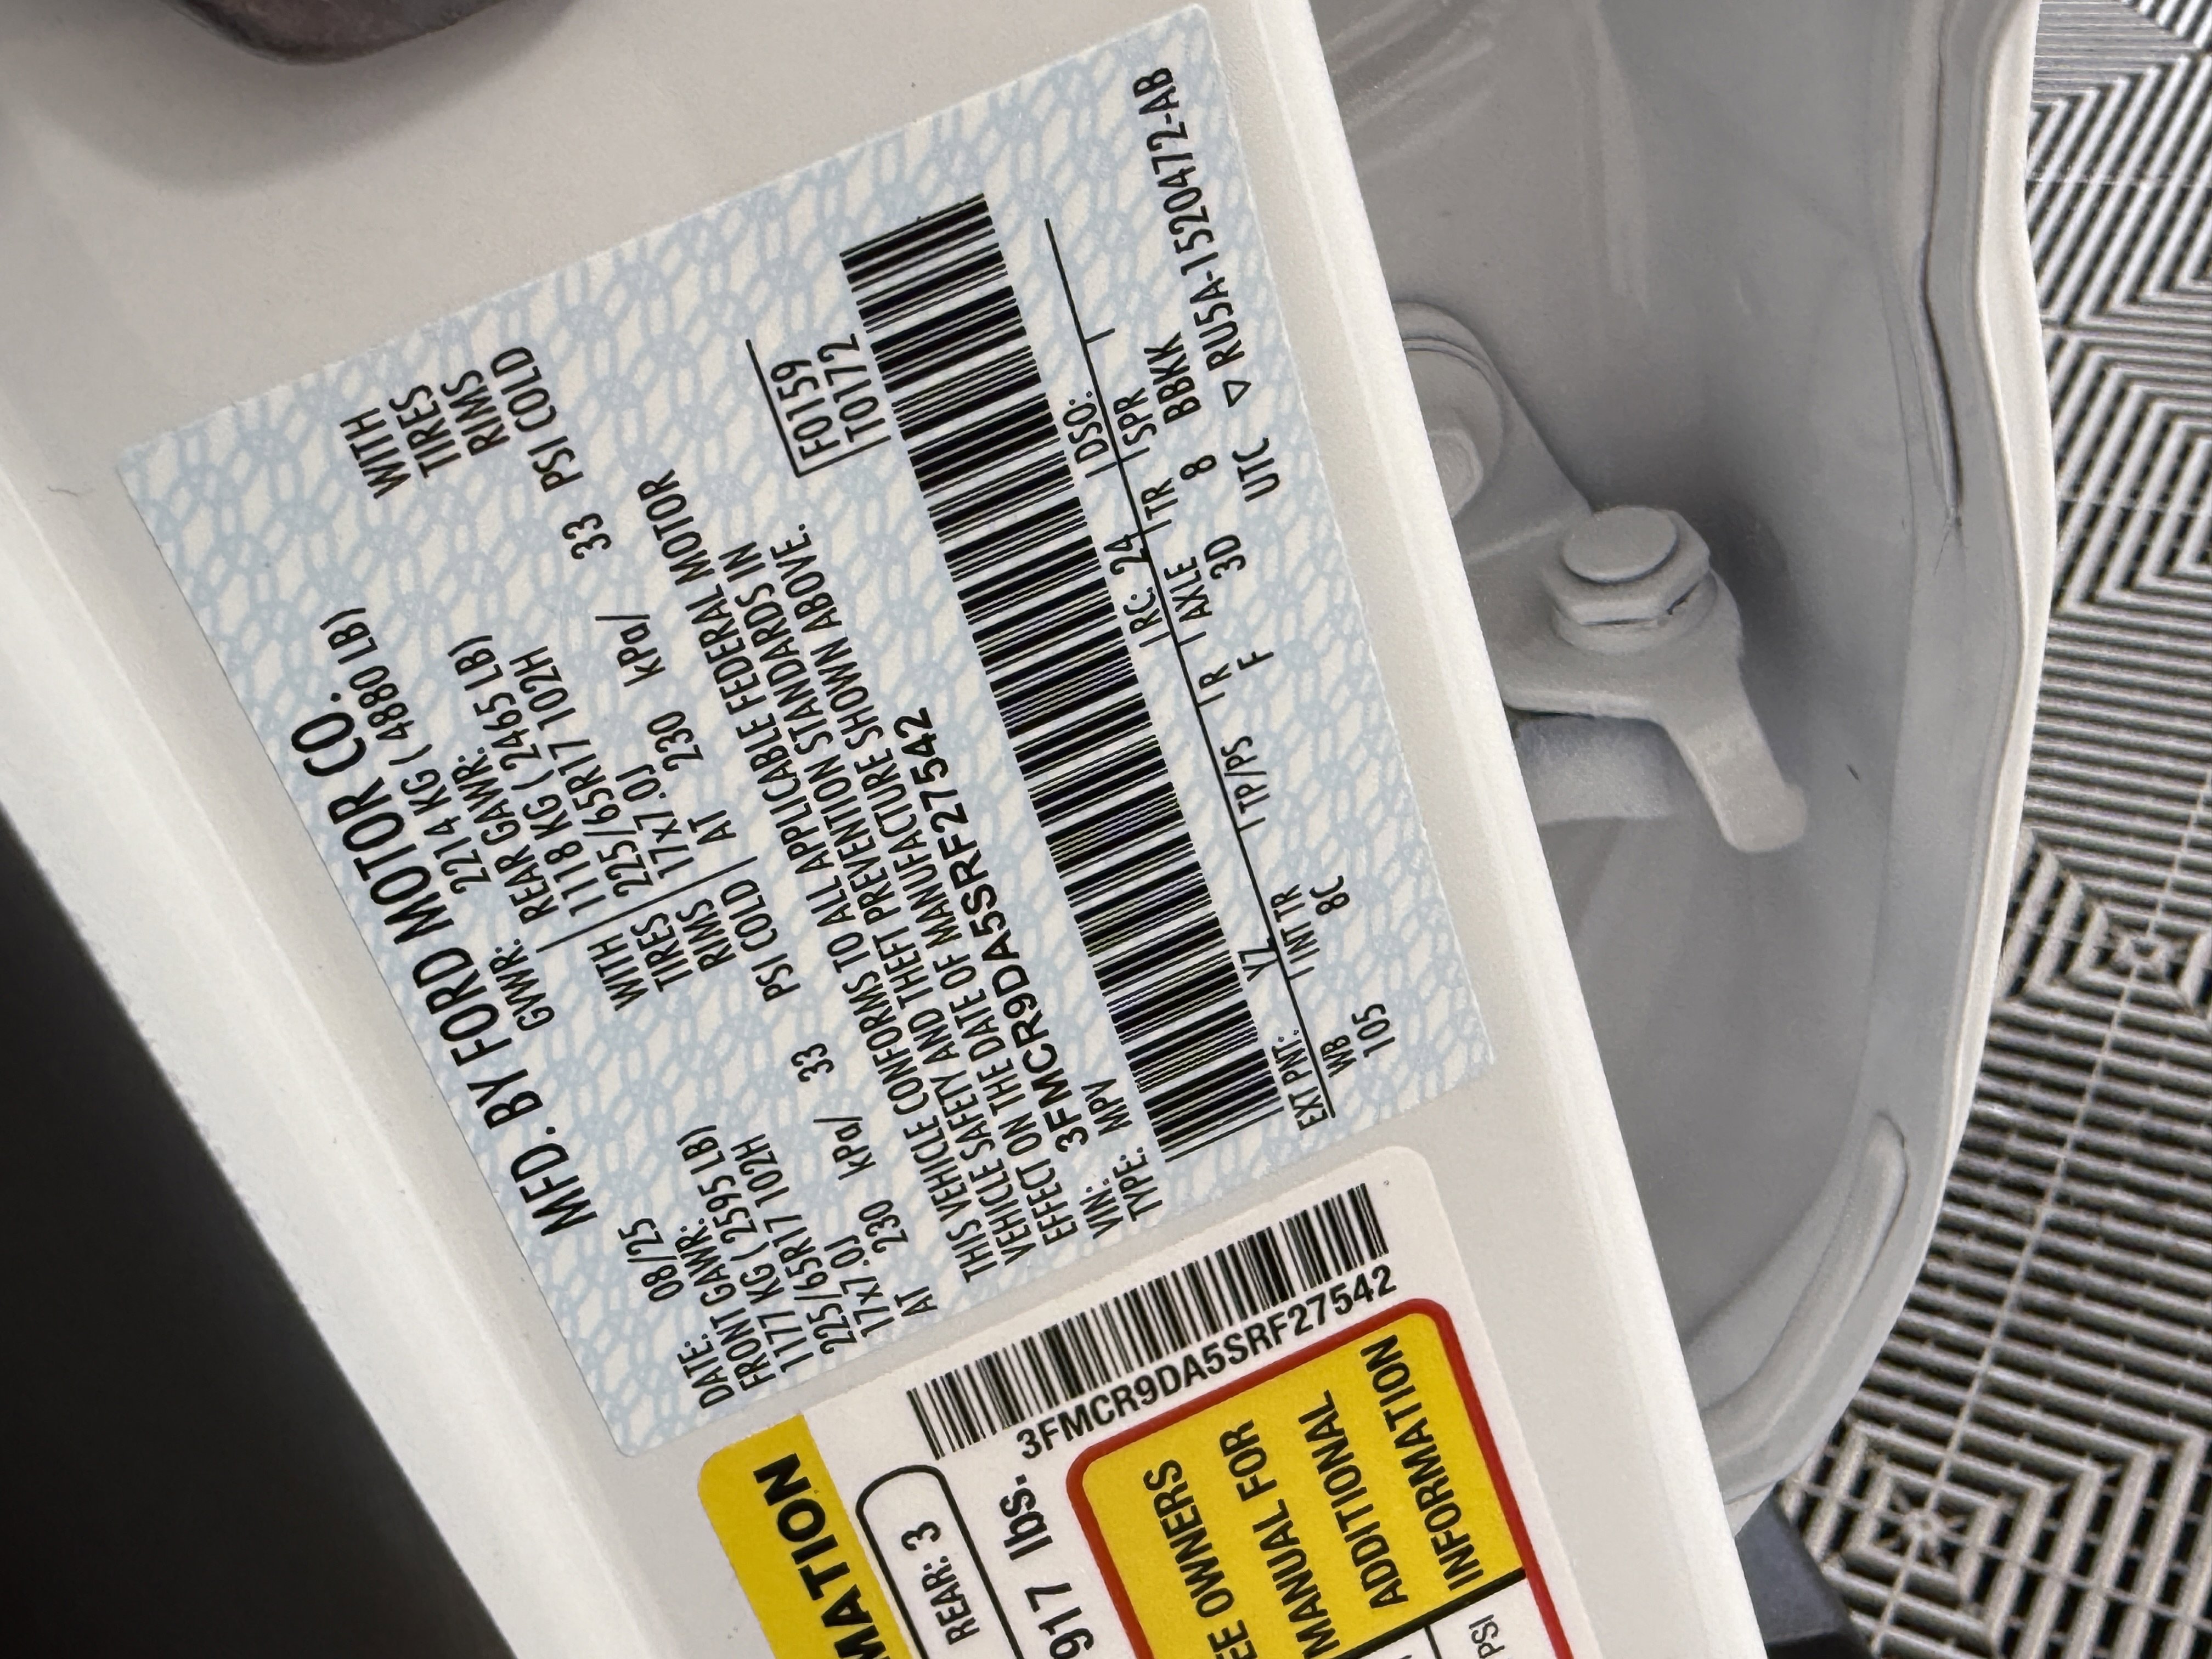 MFD. BY FORD MOTOR CO.
DATE: 08/25 GVWR: 2214 KG ( 4880 LB)
FRONT GAWR: REAR GAWR:
1177 KG ( 2595 LB) 1118 KG ( 2465 LB) WITH
225/65R17 102H WITH TIRES 225/65R17 102H TIRES
17x7.0J RIMS 17x7.0J RIMS
AT 230 kPa/ 33 PSI COLD AT 230 kPa/ 33 PSI COLD
THIS VEHICLE CONFORMS TO ALL APPLICABLE FEDERAL MOTOR
VEHICLE SAFETY AND THEFT PREVENTION STANDARDS IN
EFFECT ON THE DATE OF MANUFACTURE SHOWN ABOVE.
VIN: 3FMCR9DA5SRF27542 F0159
TYPE: MPV T0172
EXT PNT: YZ RC: 24 DSO:
WB INT TR TP/PS R AXLE TR SPR
105 8C F 3D 8 BBKK
UTC ▽ RU5A-1520472-AB
MATION
REAR: 3
917 lbs.
3FMCR9DA5SRF27542
EE OWNERS
MANUAL FOR
ADDITIONAL
INFORMATION
PSI